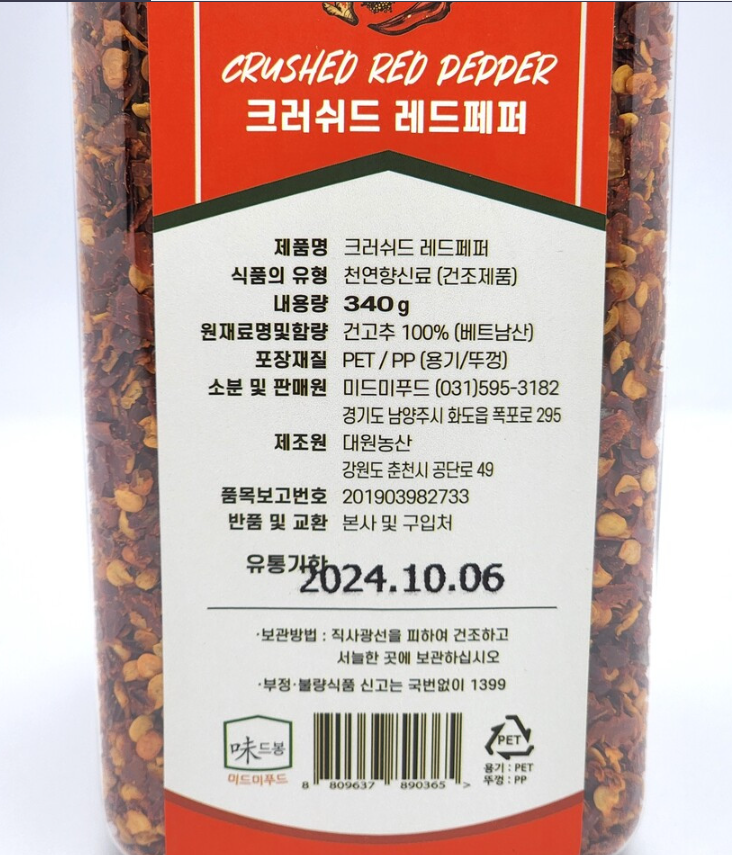 CRUSHED RED PEPPER
크러쉬드 레드페퍼
제품명 크러쉬드 레드페퍼
식품의 유형 천연향신료 (건조제품)
내용량 340g
원재료명및함량 건고추 100% (베트남산)
포장재질 PET / PP (용기/뚜껑)
소분 및 판매원 미드미푸드 (031)595-3182
경기도 남양주시 화도읍 폭포로 295
제조원 대원농산
강원도 춘천시 공단로 49
품목보고번호 201903982733
반품 및 교환 본사 및 구입처
유통기한 2024.10.06
·보관방법 : 직사광선을 피하여 건조하고
서늘한 곳에 보관하십시오
·부정·불량식품 신고는 국번없이 1399
味드봉
미드미푸드
8 809637 890365 >
PET
용기 : PET
뚜껑 : PP